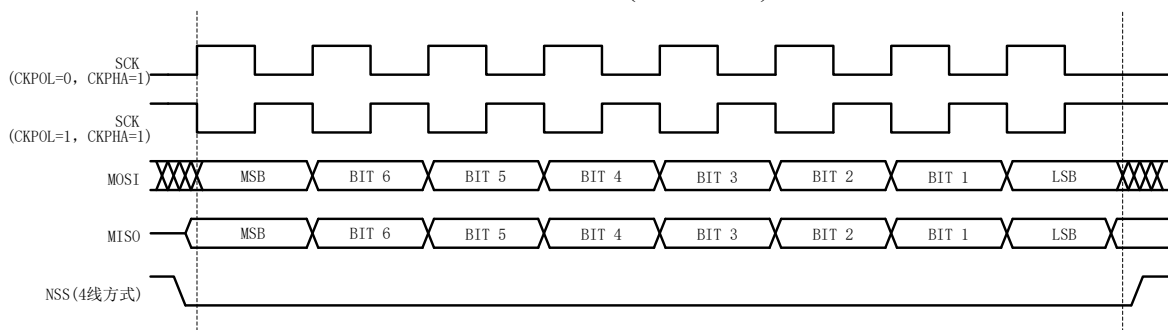 SCK
(CKPOL=0, CKPHA=1)
SCK
(CKPOL=1, CKPHA=1)
MOSI MSB BIT 6 BIT 5 BIT 4 BIT 3 BIT 2 BIT 1 LSB
MISO MSB BIT 6 BIT 5 BIT 4 BIT 3 BIT 2 BIT 1 LSB
NSS(4线方式)